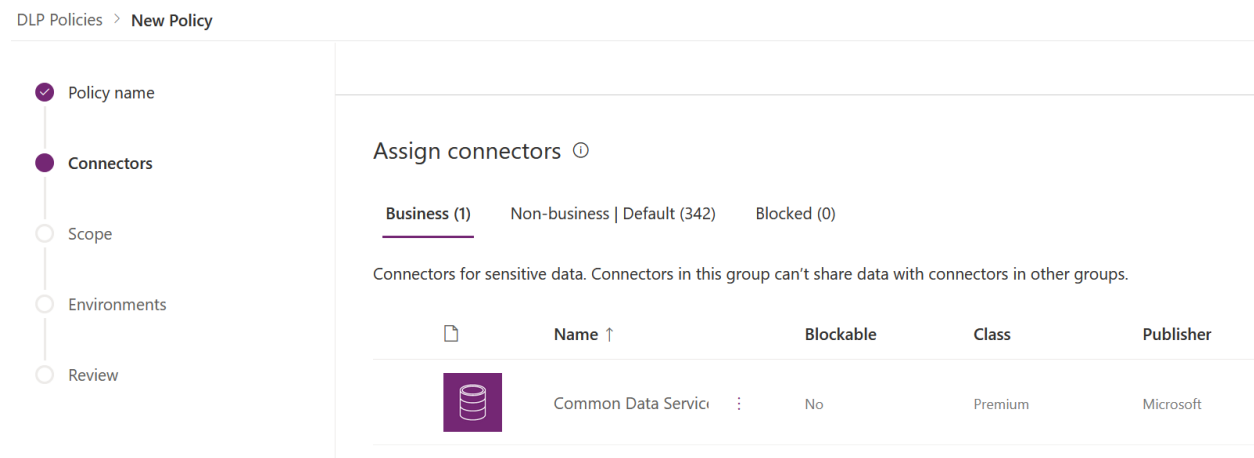 DLP Policies > New Policy
Policy name
Connectors
Scope
Environments
Review
Assign connectors
Business (1) Non-business | Default (342) Blocked (0)
Connectors for sensitive data. Connectors in this group can't share data with connectors in other groups.
Name ↑ Blockable Class Publisher
Common Data Service No Premium Microsoft